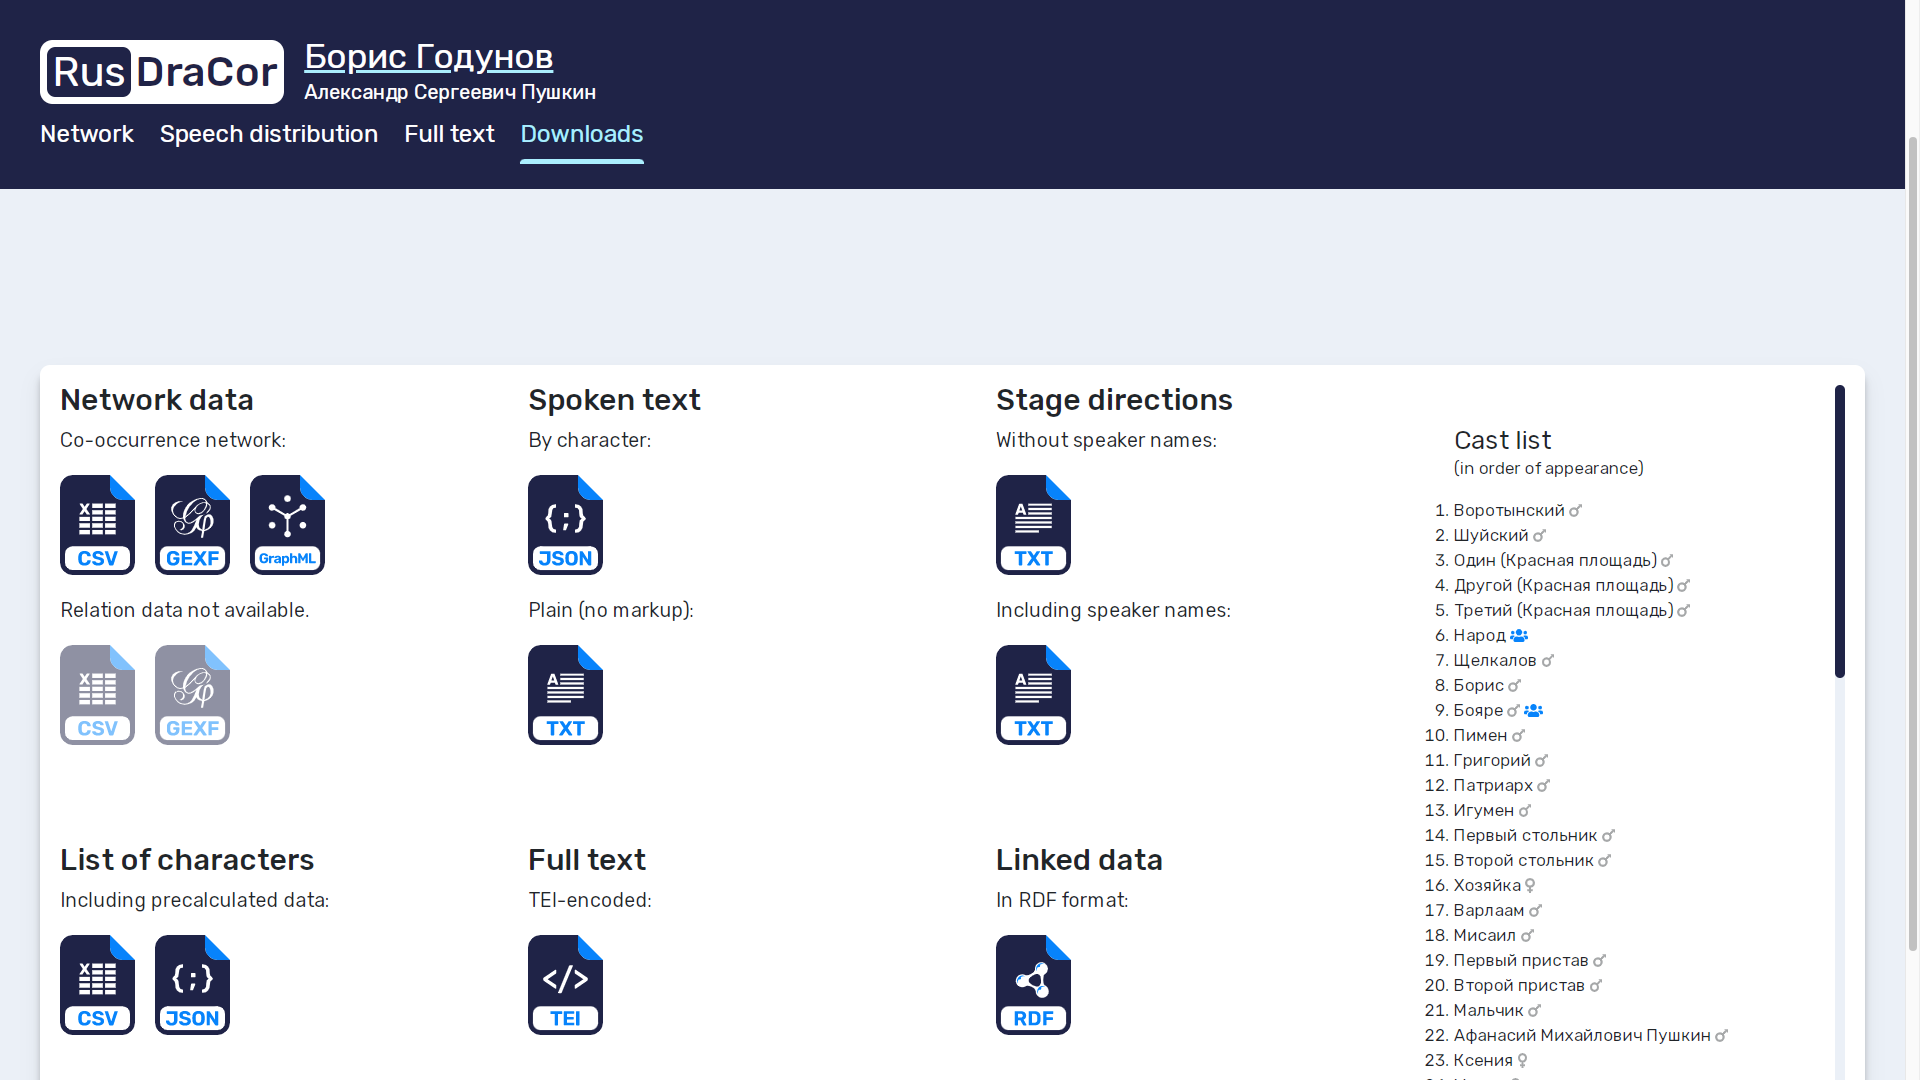 Rus DraCor
Борис Годунов
Александр Сергеевич Пушкин
Network
Speech distribution
Full text
Downloads
Network data
Co-occurrence network:
X
CSV
Gφ
GEXF
GraphML
Relation data not available.
X
CSV
Gφ
GEXF
Spoken text
By character:
{;}
JSON
Plain (no markup):
A
TXT
Stage directions
Without speaker names:
A
TXT
Including speaker names:
A
TXT
List of characters
Including precalculated data:
X
CSV
{;}
JSON
Full text
TEI-encoded:
</>
TEI
Linked data
In RDF format:
RDF
Cast list
(in order of appearance)
1. Воротынский
2. Шуйский
3. Один (Красная площадь)
4. Другой (Красная площадь)
5. Третий (Красная площадь)
6. Народ
7. Щелкалов
8. Борис
9. Бояре
10. Пимен
11. Григорий
12. Патриарх
13. Игумен
14. Первый стольник
15. Второй стольник
16. Хозяйка
17. Варлаам
18. Мисаил
19. Первый пристав
20. Второй пристав
21. Мальчик
22. Афанасий Михайлович Пушкин
23. Ксения